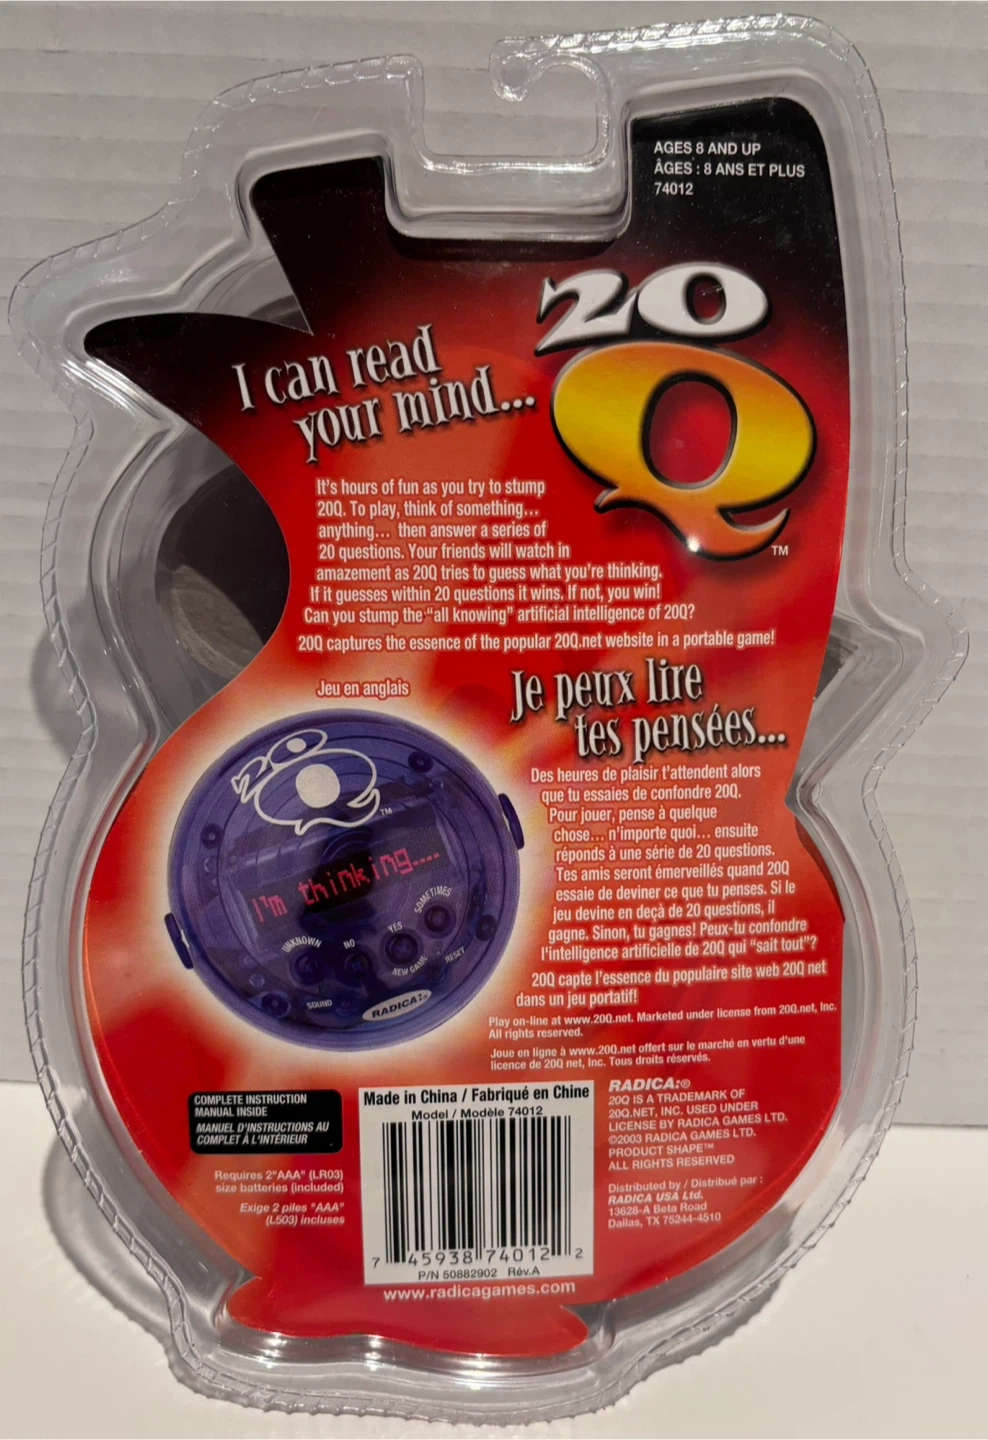 AGES 8 AND UP
ÂGES : 8 ANS ET PLUS
74012
20
Q
TM
I can read
your mind...
It's hours of fun as you try to stump
20Q. To play, think of something...
anything... then answer a series of
20 questions. Your friends will watch in
amazement as 20Q tries to guess what you're thinking.
If it guesses within 20 questions it wins. If not, you win!
Can you stump the "all knowing" artificial intelligence of 20Q?
20Q captures the essence of the popular 20Q.net website in a portable game!
Jeu en anglais
Je peux lire
tes pensées...
Des heures de plaisir t'attendent alors
que tu essaies de confondre 20Q.
Pour jouer, pense à quelque
chose... n'importe quoi... ensuite
réponds à une série de 20 questions.
Tes amis seront émerveillés quand 20Q
essaie de deviner ce que tu penses. Si le
jeu devine en deçà de 20 questions, il
gagne. Sinon, tu gagnes! Peux-tu confondre
l'intelligence artificielle de 20Q qui "sait tout"?
20Q capte l'essence du populaire site web 20Q net
dans un jeu portatif!
Play on-line at www.20Q.net. Marketed under license from 20Q.net, Inc.
All rights reserved.
Joue en ligne à www.20Q.net offert sur le marché en vertu d'une
licence de 20Q net, Inc. Tous droits réservés.
20
Q
TM
I'm thinking....
UNKNOWN
NO
YES
SOMETIMES
NEW GAME
RESET
SOUND
RADICA:®
COMPLETE INSTRUCTION
MANUAL INSIDE
MANUEL D'INSTRUCTIONS AU
COMPLET À L'INTÉRIEUR
Requires 2"AAA" (LR03)
size batteries (included)
Exige 2 piles "AAA"
(L503) incluses
Made in China / Fabriqué en Chine
Model / Modèle 74012
7 45938 74012 2
P/N 50882902 Rév.A
www.radicagames.com
RADICA:®
20Q IS A TRADEMARK OF
20Q.NET, INC. USED UNDER
LICENSE BY RADICA GAMES LTD.
©2003 RADICA GAMES LTD.
PRODUCT SHAPE™
ALL RIGHTS RESERVED
Distributed by / Distribué par :
RADICA USA Ltd.
13628-A Beta Road
Dallas, TX 75244-4510